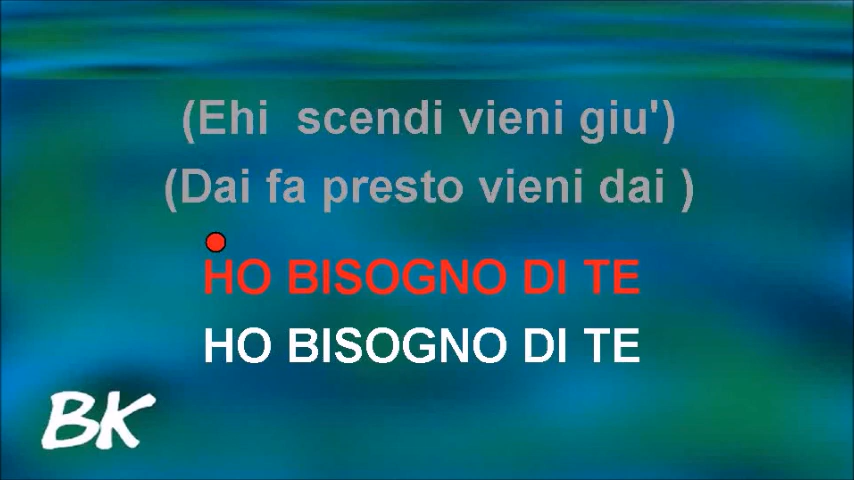 (Ehi  scendi vieni giu')
(Dai fa presto vieni dai )
HO BISOGNO DI TE
HO BISOGNO DI TE
BK